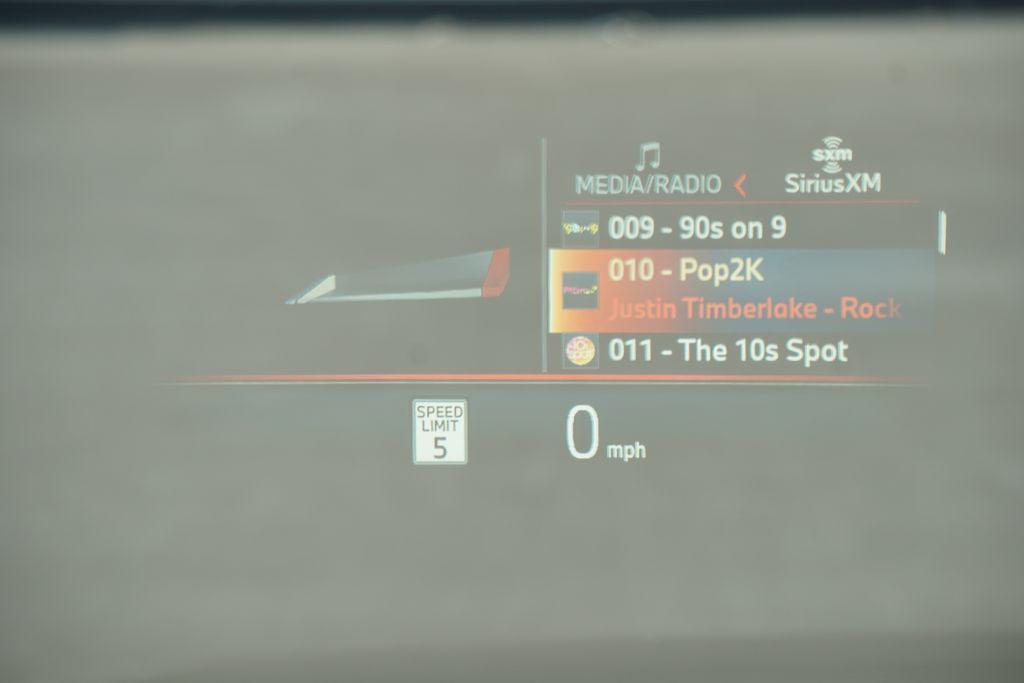 sxm
MEDIA/RADIO < SiriusXM
009 - 90s on 9
010 - Pop2K
Justin Timberlake - Rock
011 - The 10s Spot
SPEED
LIMIT
5
0 mph